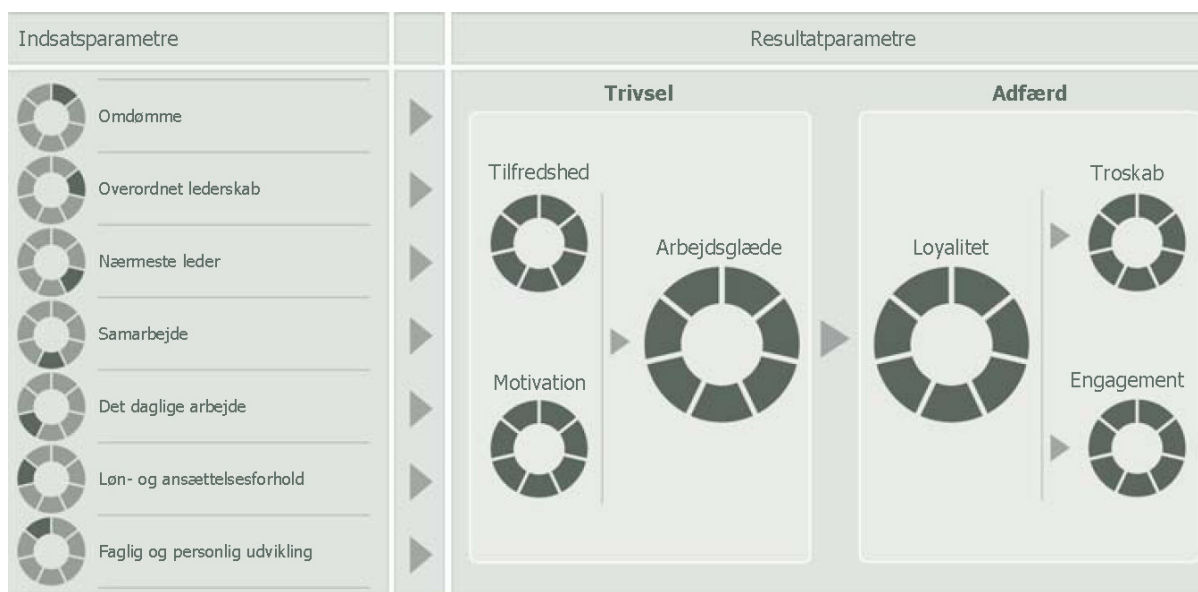 Indsatsparametre
Resultatparametre
Omdømme
Overordnet lederskab
Nærmeste leder
Samarbejde
Det daglige arbejde
Løn- og ansættelsesforhold
Faglig og personlig udvikling
Trivsel
Tilfredshed
Arbejdsglæde
Motivation
Adfærd
Loyalitet
Troskab
Engagement